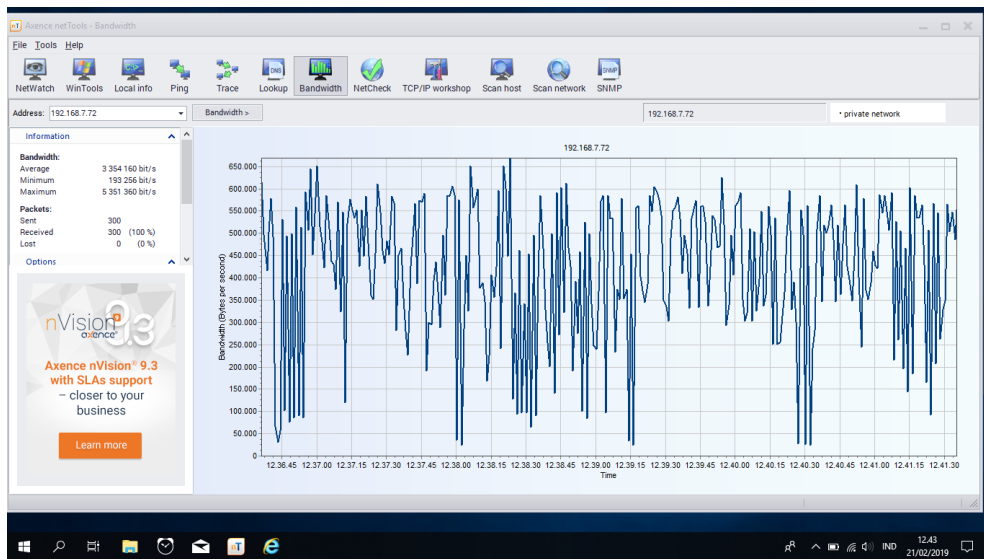 nT Axence netTools - Bandwidth
File Tools Help
NetWatch WinTools Local info Ping Trace Lookup Bandwidth NetCheck TCP/IP workshop Scan host Scan network SNMP
Address: 192.168.7.72 Bandwidth > 192.168.7.72 • private network
Information
Bandwidth:
Average 3 354 160 bit/s
Minimum 193 256 bit/s
Maximum 5 351 360 bit/s
Packets:
Sent 300
Received 300 (100 %)
Lost 0 (0 %)
Options
nVision 9.3
axence
Axence nVision® 9.3
with SLAs support
– closer to your
business
Learn more
192.168.7.72
Bandwidth (Bytes per second)
650.000
600.000
550.000
500.000
450.000
400.000
350.000
300.000
250.000
200.000
150.000
100.000
50.000
0
12.36.45 12.37.00 12.37.15 12.37.30 12.37.45 12.38.00 12.38.15 12.38.30 12.38.45 12.39.00 12.39.15 12.39.30 12.39.45 12.40.00 12.40.15 12.40.30 12.40.45 12.41.00 12.41.15 12.41.30
Time
nT IND 12.43
21/02/2019